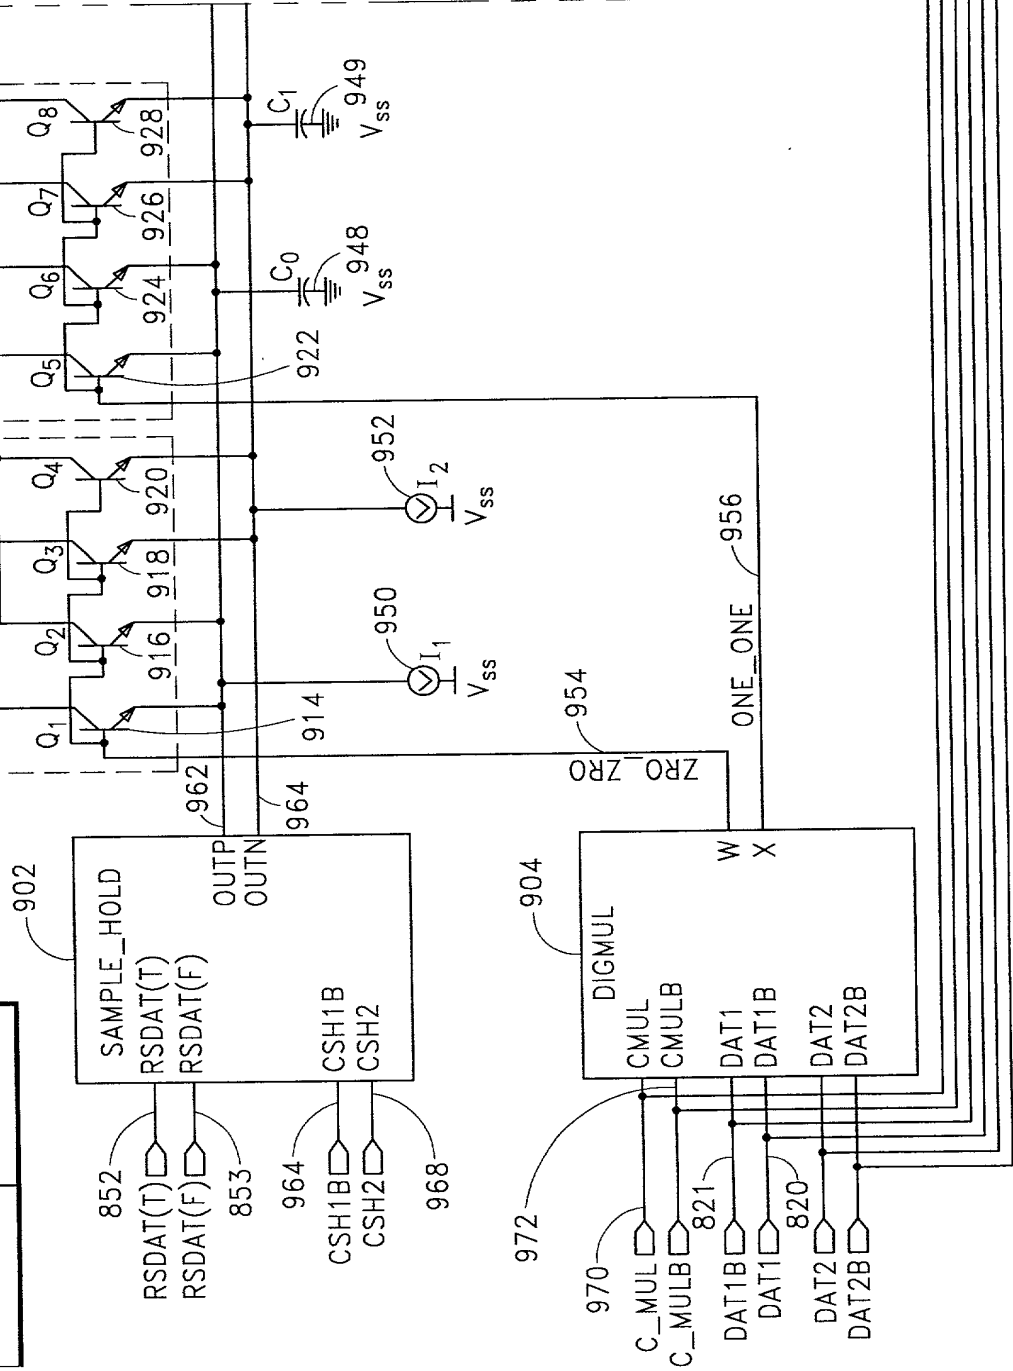 902
SAMPLE_HOLD
852
RSDAT(T)
RSDAT(T)
RSDAT(F)
RSDAT(F)
853
964
CSH1B
CSH1B
CSH2
CSH2
968
OUTP
OUTN
962
964
Q1
914
Q2
916
Q3
918
Q4
920
Q5
922
Q6
924
Q7
926
Q8
928
C0
948
VSS
C1
949
VSS
950
I1
VSS
952
I2
VSS
954
ZRO_ZRO
956
ONE_ONE
904
DIGMUL
W
X
970
C_MUL
CMUL
972
C_MULB
CMULB
821
DAT1B
DAT1
DAT1
DAT1B
820
DAT2
DAT2
DAT2B
DAT2B